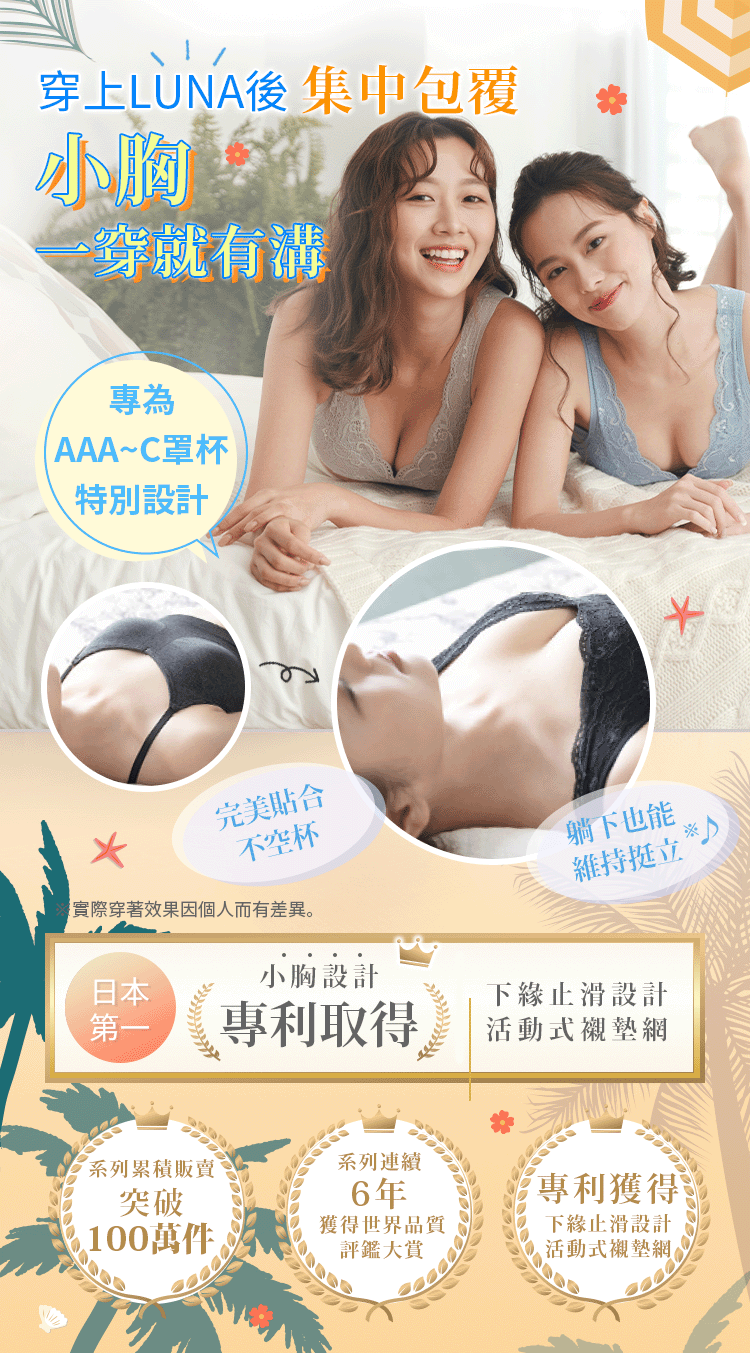 穿上LUNA後 集中包覆
小胸
一穿就有溝
專為
AAA~C罩杯
特別設計
完美貼合
不空杯
躺下也能
維持挺立※♪
※實際穿著效果因個人而有差異。
日本
第一
小胸設計
專利取得
下緣止滑設計
活動式襯墊網
系列累積販賣
突破
100萬件
系列連續
6年
獲得世界品質
評鑑大賞
專利獲得
下緣止滑設計
活動式襯墊網